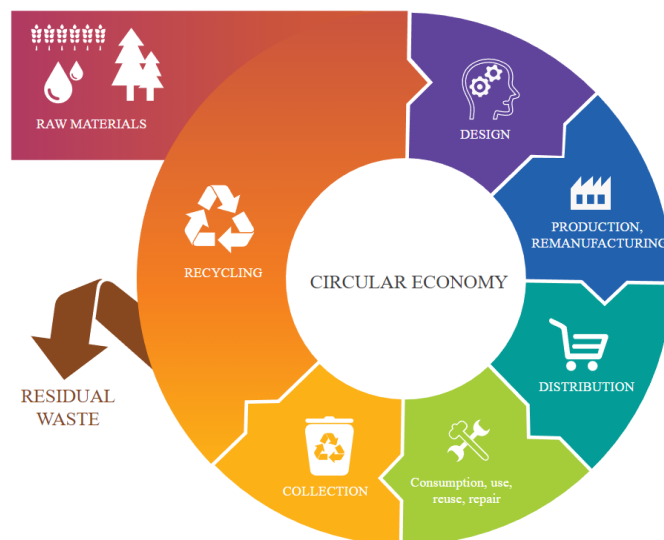 RAW MATERIALS
DESIGN
PRODUCTION,
REMANUFACTURING
RECYCLING
CIRCULAR ECONOMY
DISTRIBUTION
RESIDUAL
WASTE
COLLECTION
Consumption, use,
reuse, repair